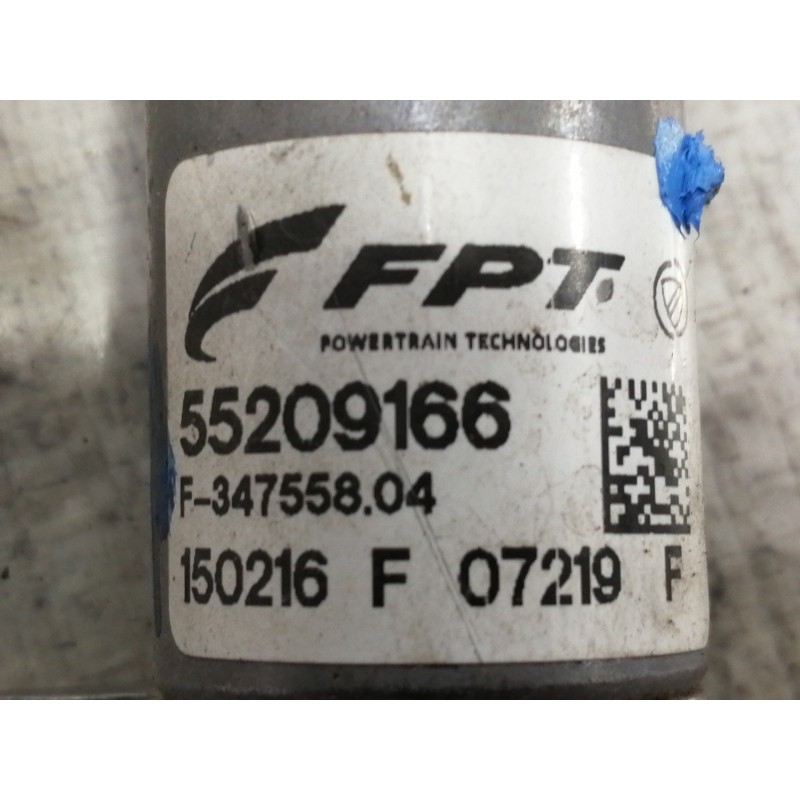 FPT
POWERTRAIN TECHNOLOGIES
55209166
F-347558.04
150216 F 07219 F